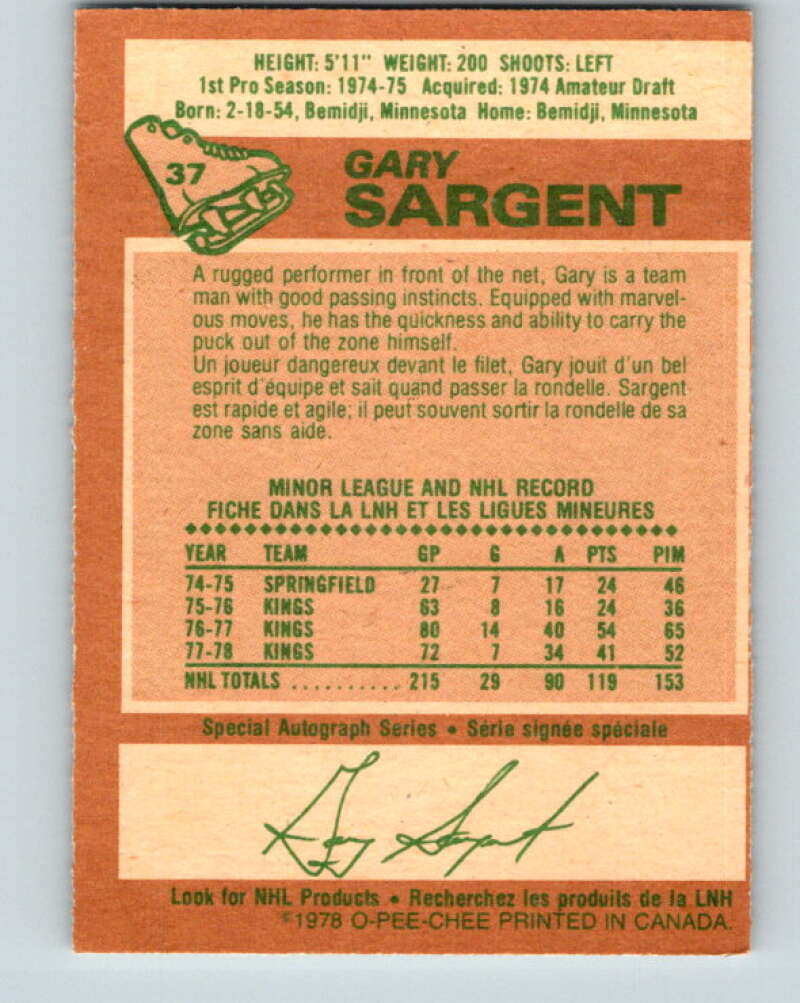 HEIGHT: 5'11" WEIGHT: 200 SHOOTS: LEFT
1st Pro Season: 1974-75 Acquired: 1974 Amateur Draft
Born: 2-18-54, Bemidji, Minnesota Home: Bemidji, Minnesota
37
GARY
SARGENT
A rugged performer in front of the net, Gary is a team
man with good passing instincts. Equipped with marvel-
ous moves, he has the quickness and ability to carry the
puck out of the zone himself.
Un joueur dangereux devant le filet, Gary jouit d'un bel
esprit d'équipe et sait quand passer la rondelle. Sargent
est rapide et agile; il peut souvent sortir la rondelle de sa
zone sans aide.
MINOR LEAGUE AND NHL RECORD
FICHE DANS LA LNH ET LES LIGUES MINEURES
YEAR TEAM GP G A PTS PIM
74-75 SPRINGFIELD 27 7 17 24 46
75-76 KINGS 63 8 16 24 36
76-77 KINGS 80 14 40 54 65
77-78 KINGS 72 7 34 41 52
NHL TOTALS .......... 215 29 90 119 153
Special Autograph Series • Série signée spéciale
Gary Sargent
Look for NHL Products • Recherchez les produits de la LNH
©1978 O-PEE-CHEE PRINTED IN CANADA.